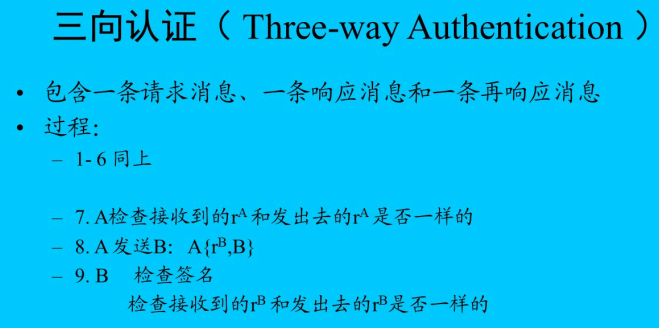 三向认证（ Three-way Authentication ）
• 包含一条请求消息、一条响应消息和一条再响应消息
• 过程：
– 1- 6 同上
– 7. A检查接收到的rᴬ 和发出去的rᴬ 是否一样的
– 8. A 发送B： A{rᴮ,B}
– 9. B 检查签名
检查接收到的rᴮ 和发出去的rᴮ是否一样的